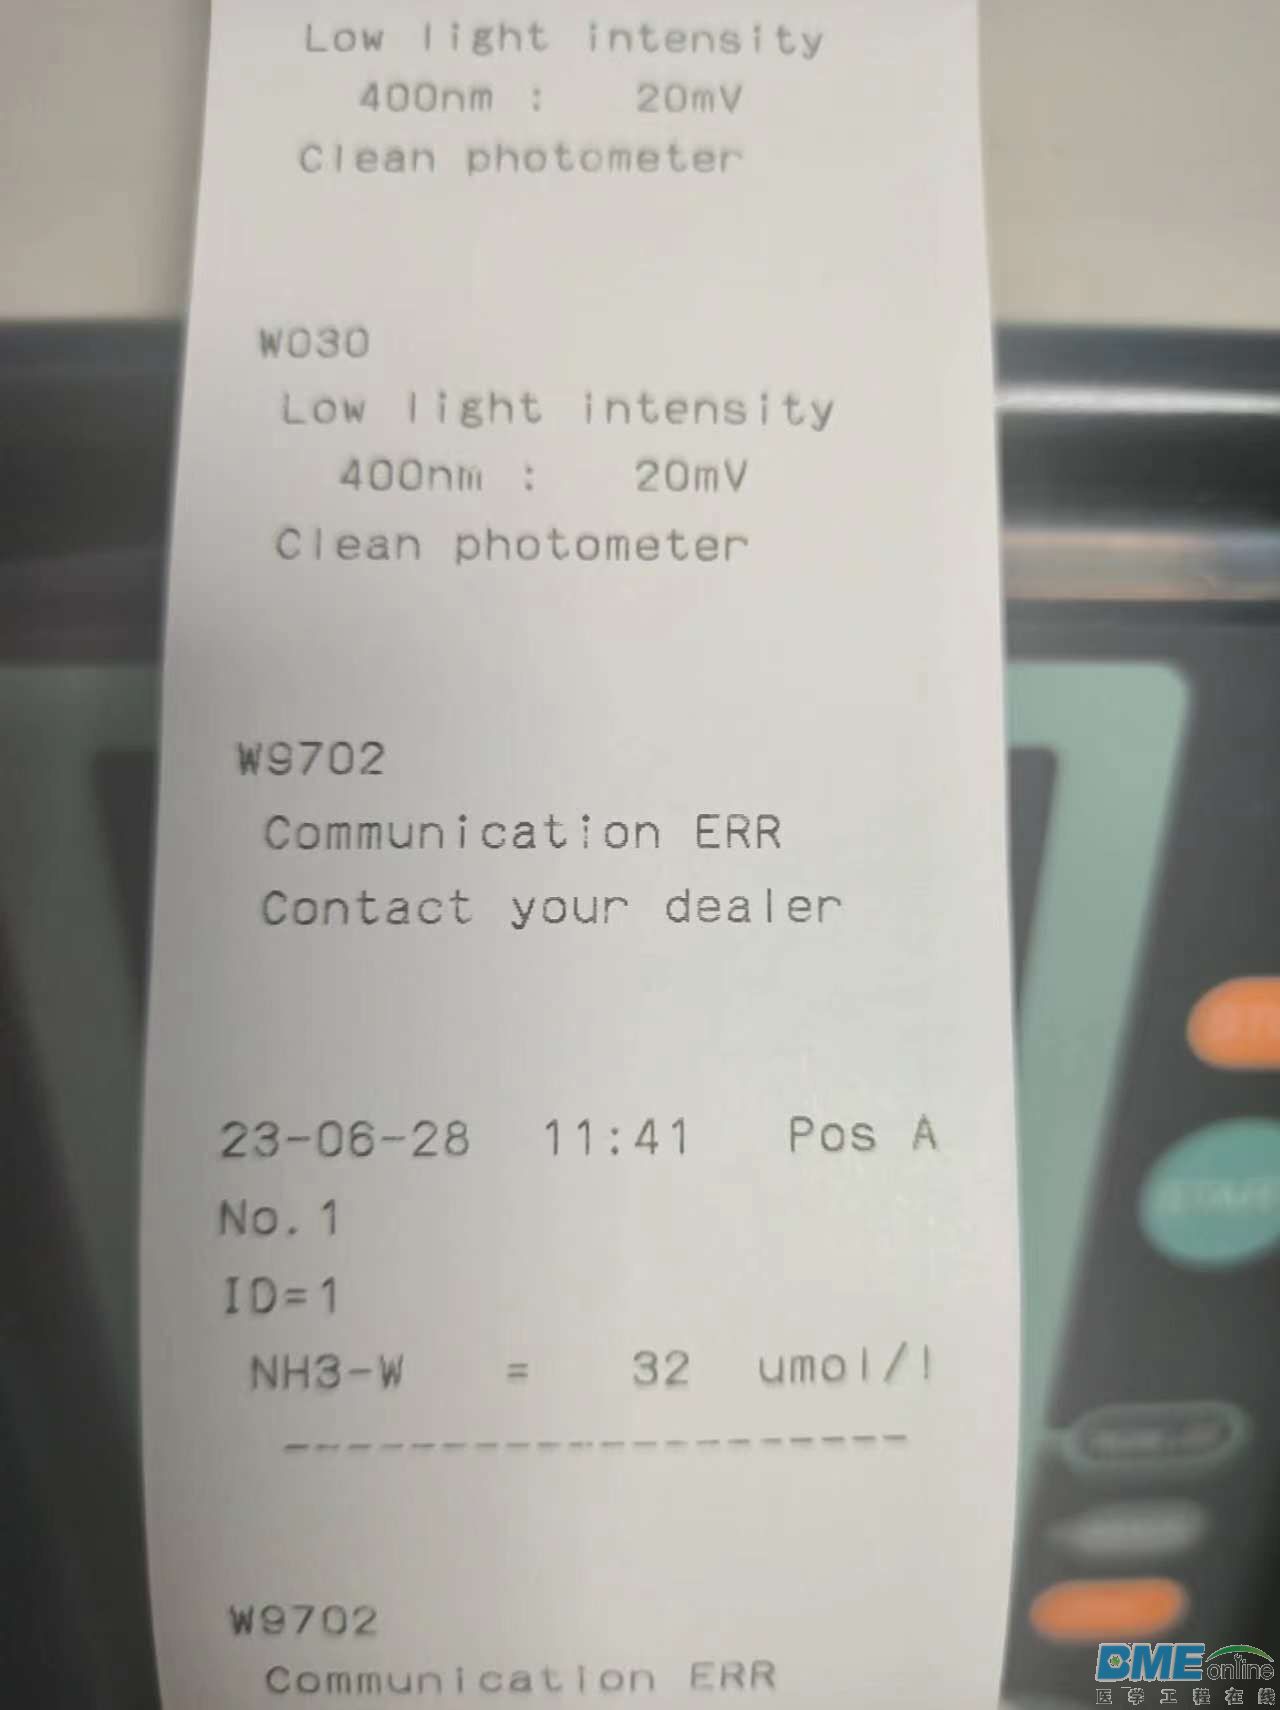 Low light intensity
400nm : 20mV
Clean photometer
W030
Low light intensity
400nm : 20mV
Clean photometer
W9702
Communication ERR
Contact your dealer
23-06-28 11:41 Pos A
No.1
ID=1
NH3-W = 32 umol/l
--------------------
W9702
Communication ERR
BME online
医学工程在线